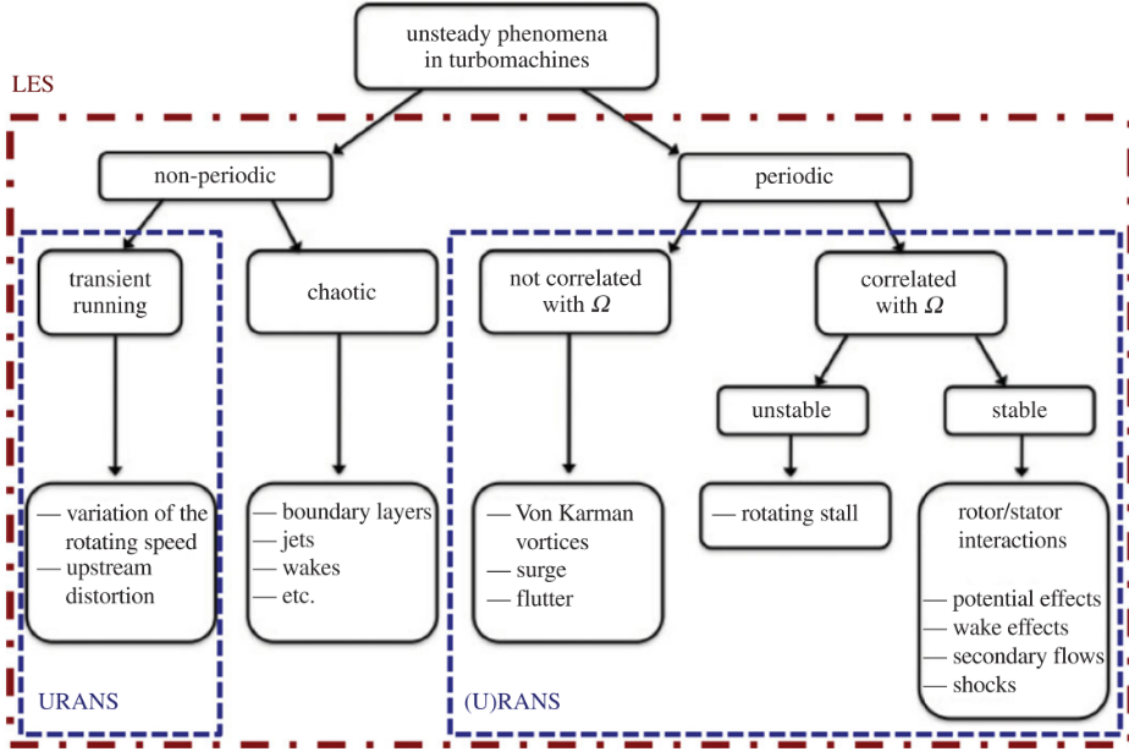 unsteady phenomena
in turbomachines
LES
non-periodic
periodic
transient
running
chaotic
not correlated
with Ω
correlated
with Ω
unstable
stable
— variation of the
rotating speed
— upstream
distortion
— boundary layers
— jets
— wakes
— etc.
— Von Karman
vortices
— surge
— flutter
— rotating stall
rotor/stator
interactions
— potential effects
— wake effects
— secondary flows
— shocks
URANS
(U)RANS